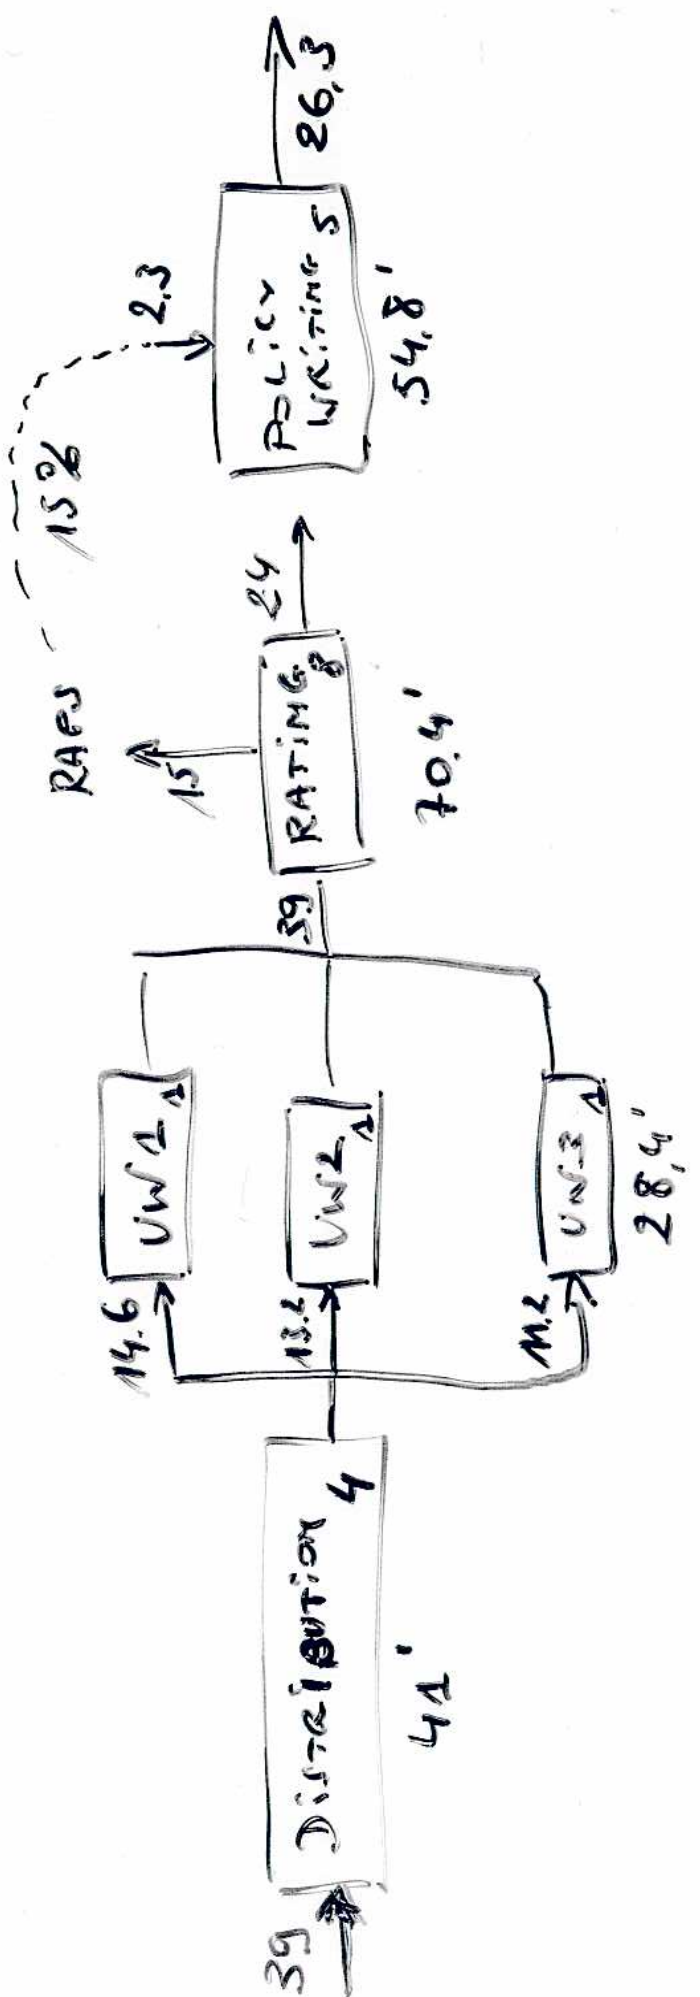 39
DISTRIBUTION
4
41'
14.6
13.2
11.2
UW1
1
UW2
1
UW3
1
28,4'
39
RATING
8
70.4'
15
RAEJ
24
15%
2.3
POLICY
WRITING
5
54,8'
26,3